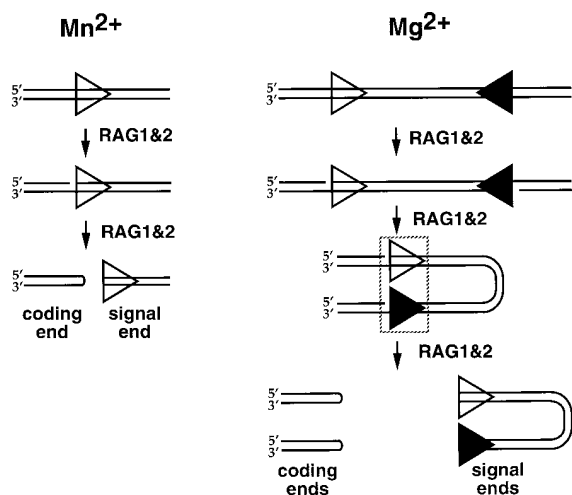 Mn2+
5'
3'
RAG1&2
5'
3'
RAG1&2
5'
3'
coding
end
signal
end
Mg2+
5'
3'
RAG1&2
5'
3'
RAG1&2
5'
3'
5'
3'
RAG1&2
5'
3'
5'
3'
coding
ends
signal
ends